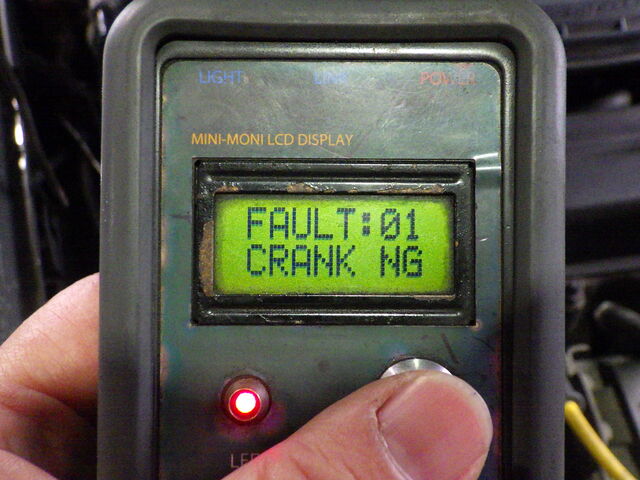 LIGHT LINK POWER
MINI-MONI LCD DISPLAY
FAULT:01
CRANK NG